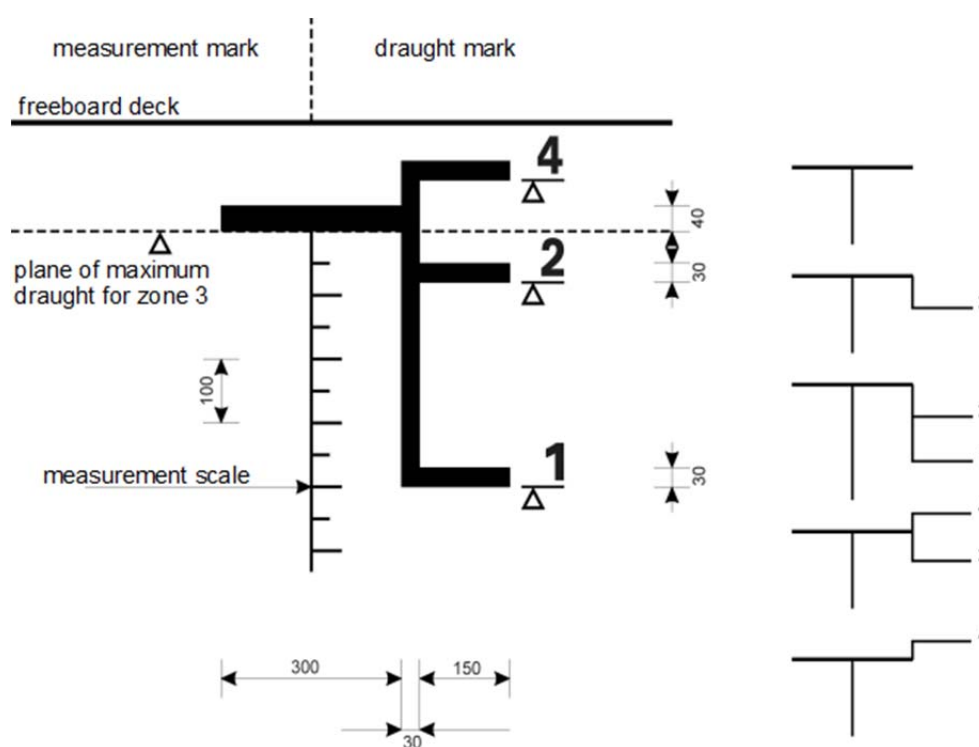 measurement mark
draught mark
freeboard deck
4
40
plane of maximum
draught for zone 3
2
30
100
1
measurement scale
30
300
150
30